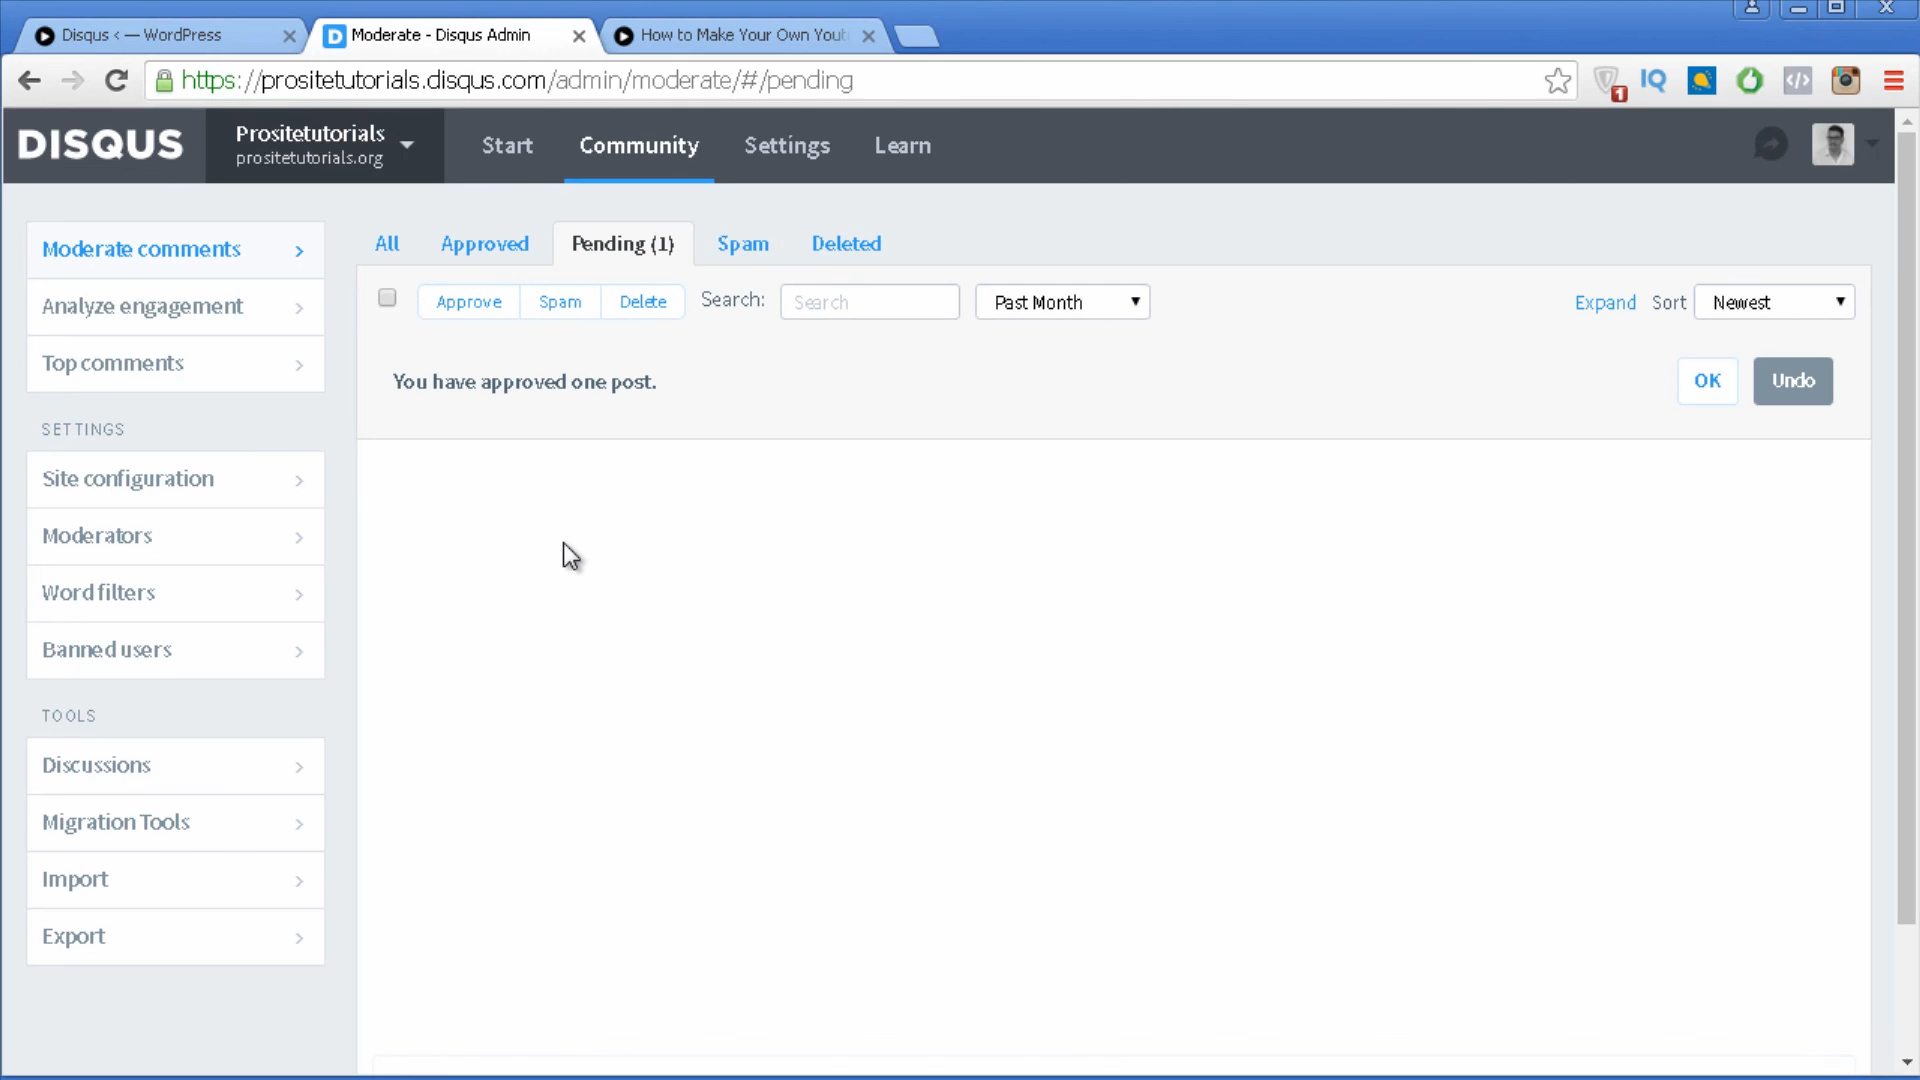 Disqus < — WordPress
Moderate - Disqus Admin
How to Make Your Own Yout
https://prositetutorials.disqus.com/admin/moderate/#/pending
1
IQ
DISQUS
Prositetutorials
prositetutorials.org
Start
Community
Settings
Learn
Moderate comments
Analyze engagement
Top comments
SETTINGS
Site configuration
Moderators
Word filters
Banned users
TOOLS
Discussions
Migration Tools
Import
Export
All
Approved
Pending (1)
Spam
Deleted
Approve
Spam
Delete
Search:
Search
Past Month
Expand
Sort
Newest
You have approved one post.
OK
Undo